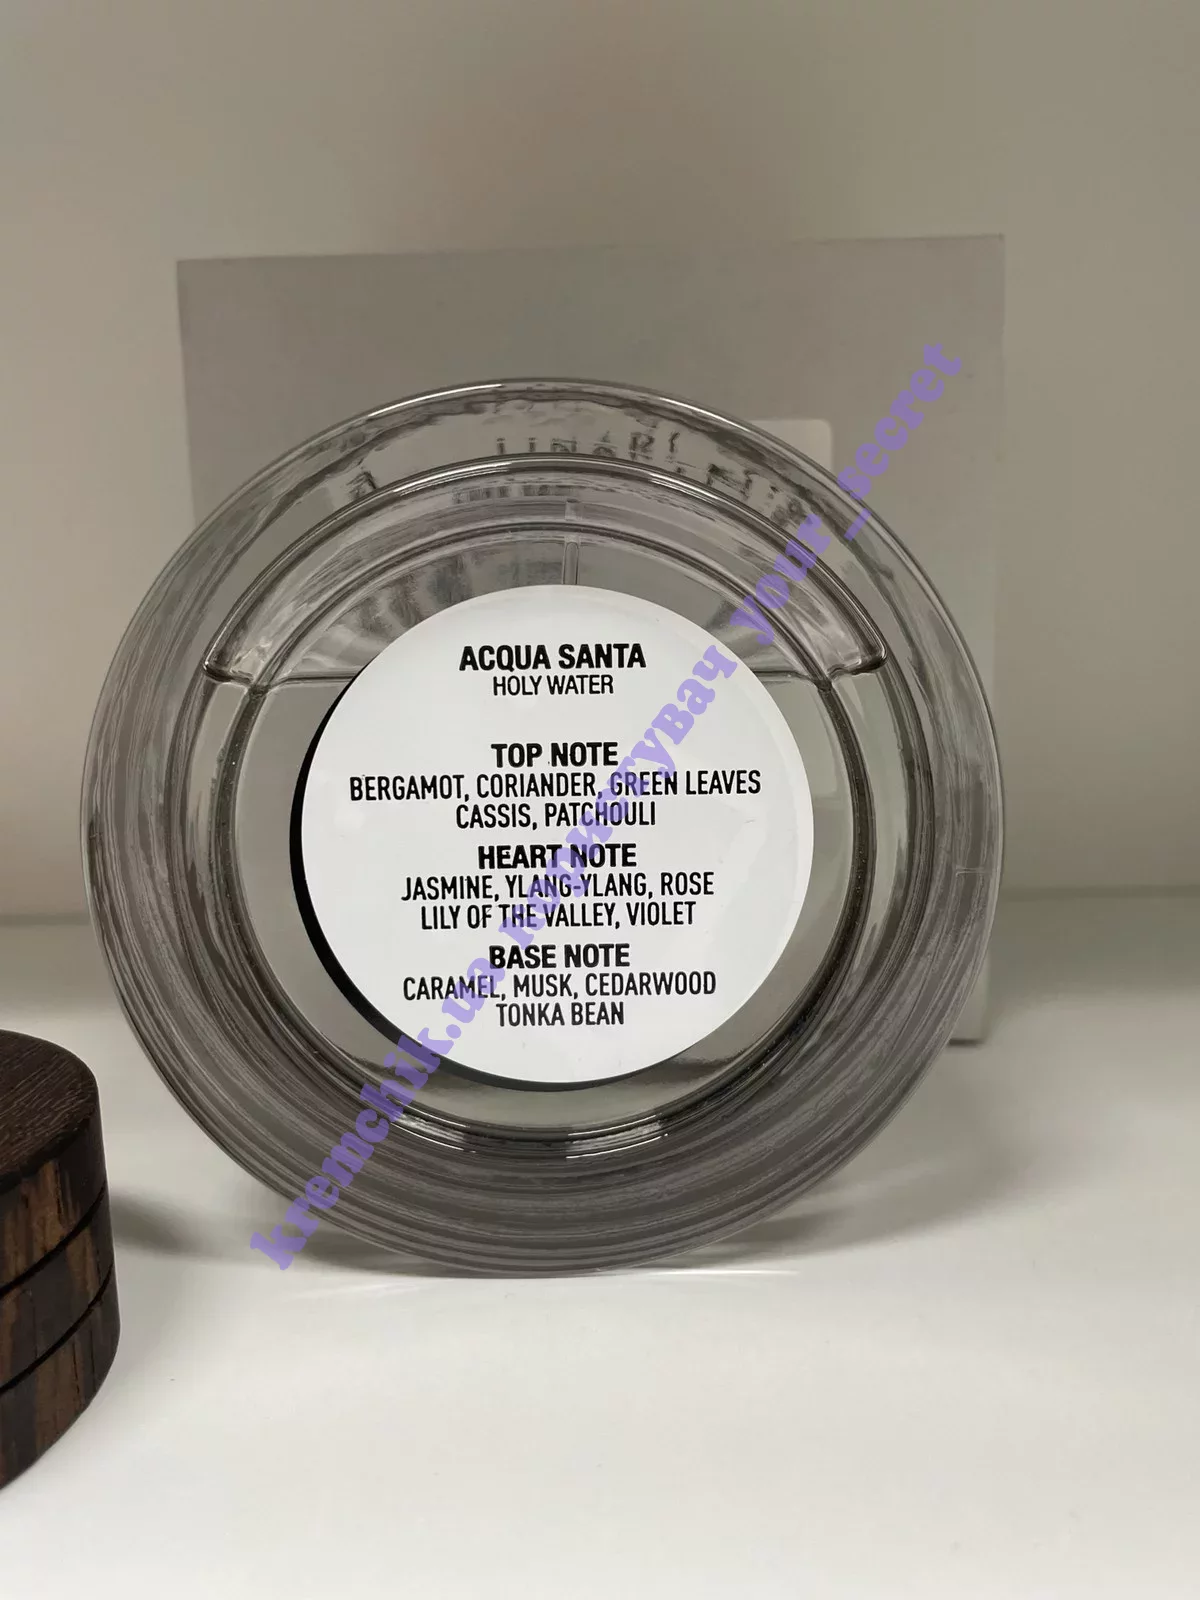 ACQUA SANTA
HOLY WATER
TOP NOTE
BERGAMOT, CORIANDER, GREEN LEAVES
CASSIS, PATCHOULI
HEART NOTE
JASMINE, YLANG-YLANG, ROSE
LILY OF THE VALLEY, VIOLET
BASE NOTE
CARAMEL, MUSK, CEDARWOOD
TONKA BEAN
kremchik.ua користувач your_secret